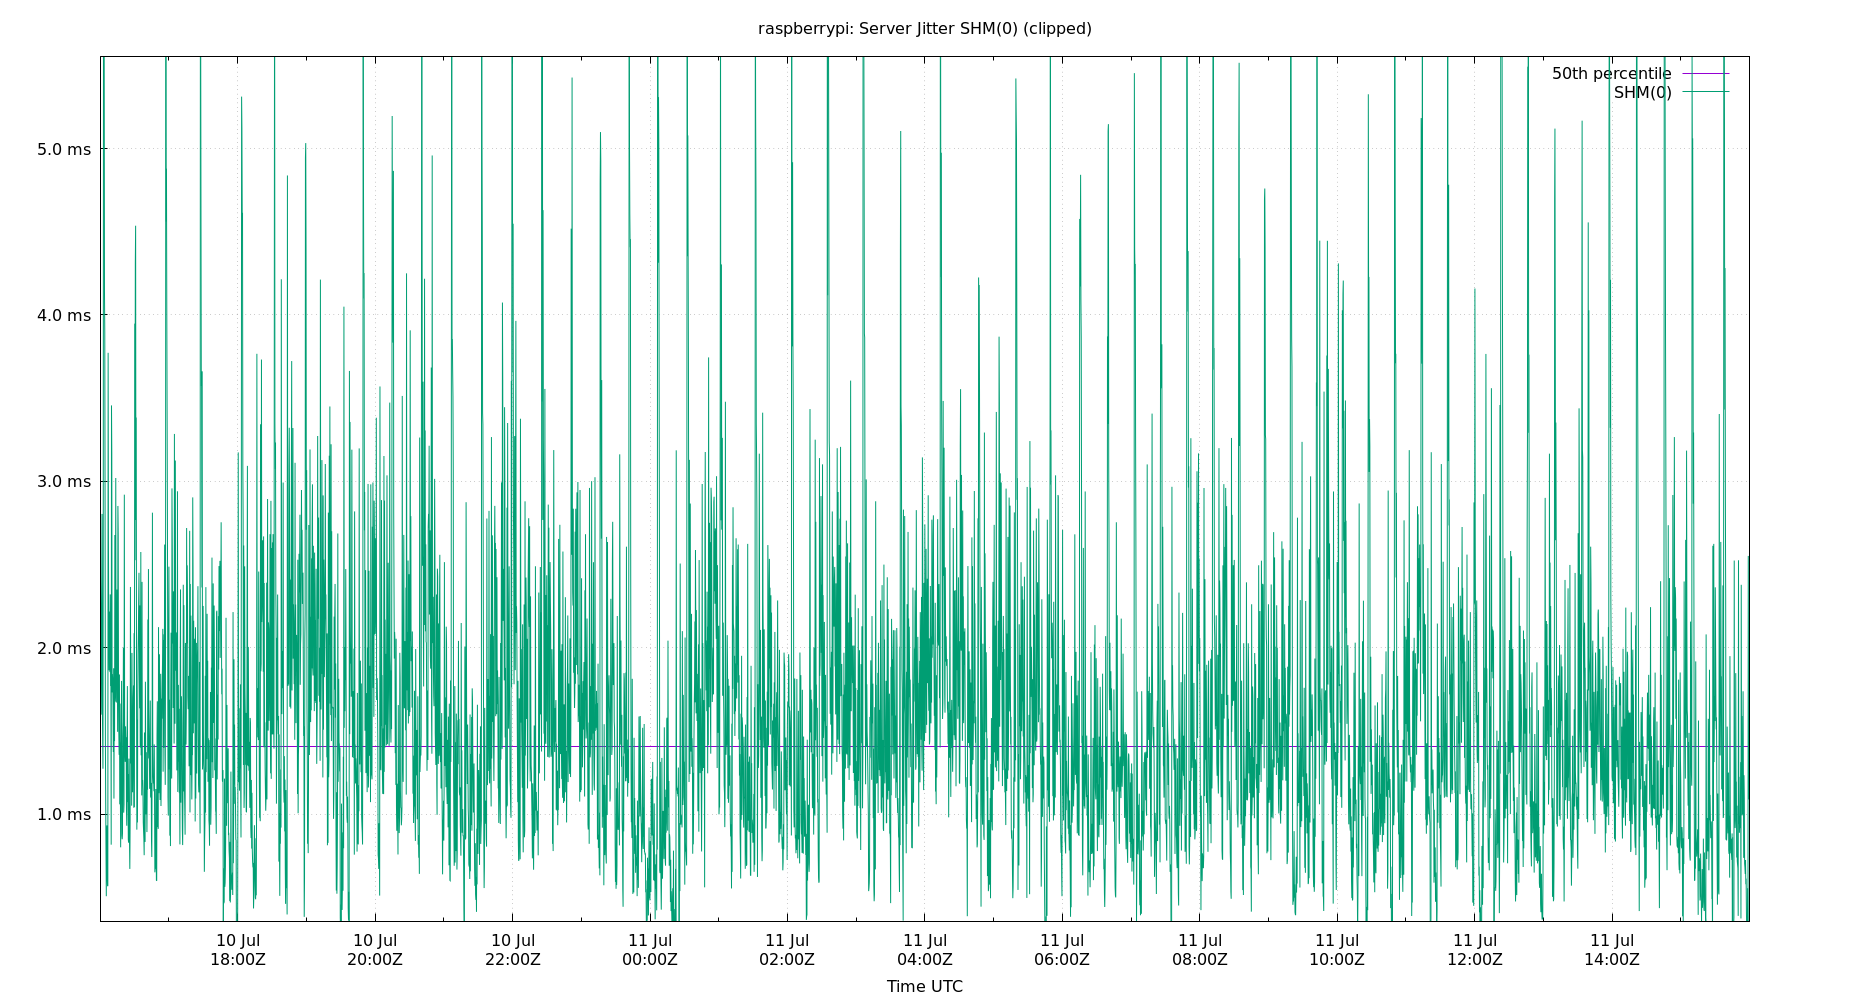 raspberrypi: Server Jitter SHM(0) (clipped)
50th percentile
SHM(0)
5.0 ms
4.0 ms
3.0 ms
2.0 ms
1.0 ms
10 Jul 10 Jul 10 Jul 11 Jul 11 Jul 11 Jul 11 Jul 11 Jul 11 Jul 11 Jul 11 Jul
18:00Z 20:00Z 22:00Z 00:00Z 02:00Z 04:00Z 06:00Z 08:00Z 10:00Z 12:00Z 14:00Z
Time UTC